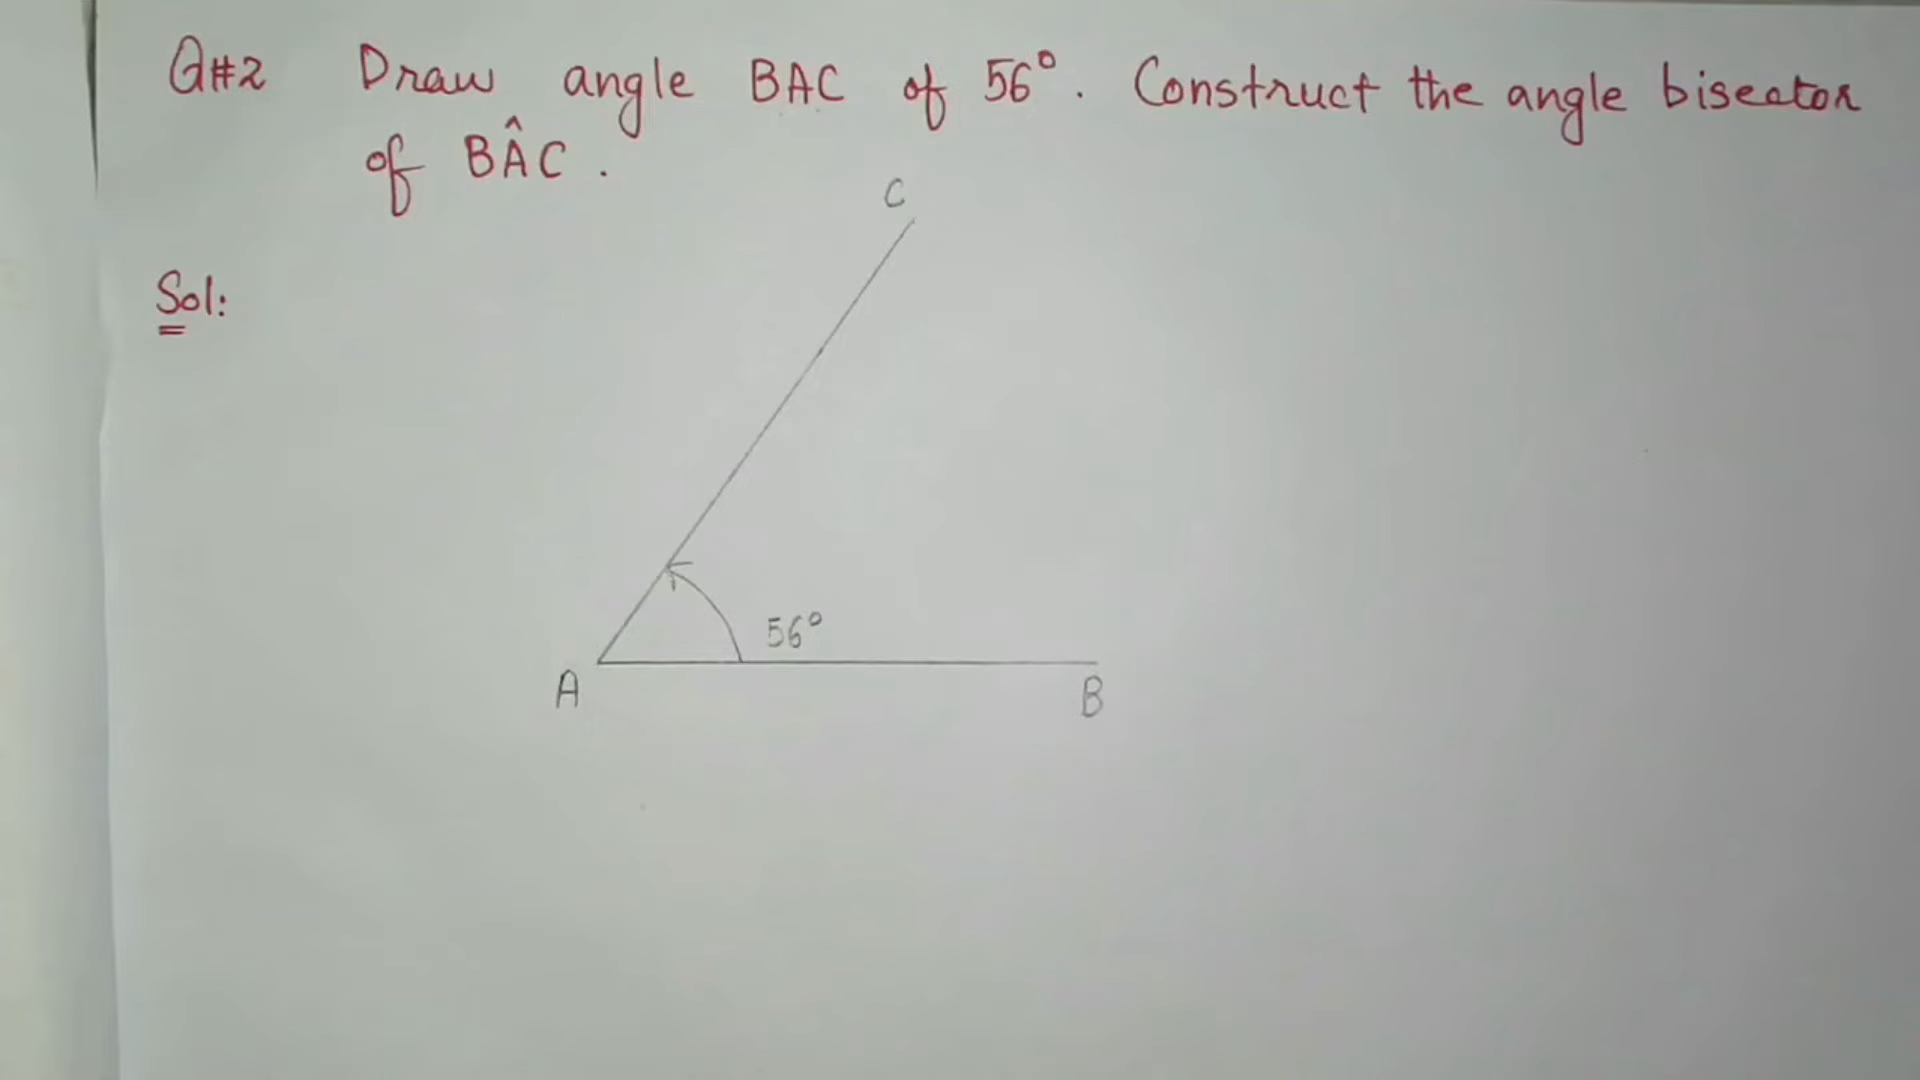 Q#2 Draw angle BAC of 56°. Construct the angle bisector
of BÂC.
C
Sol:
56°
A
B